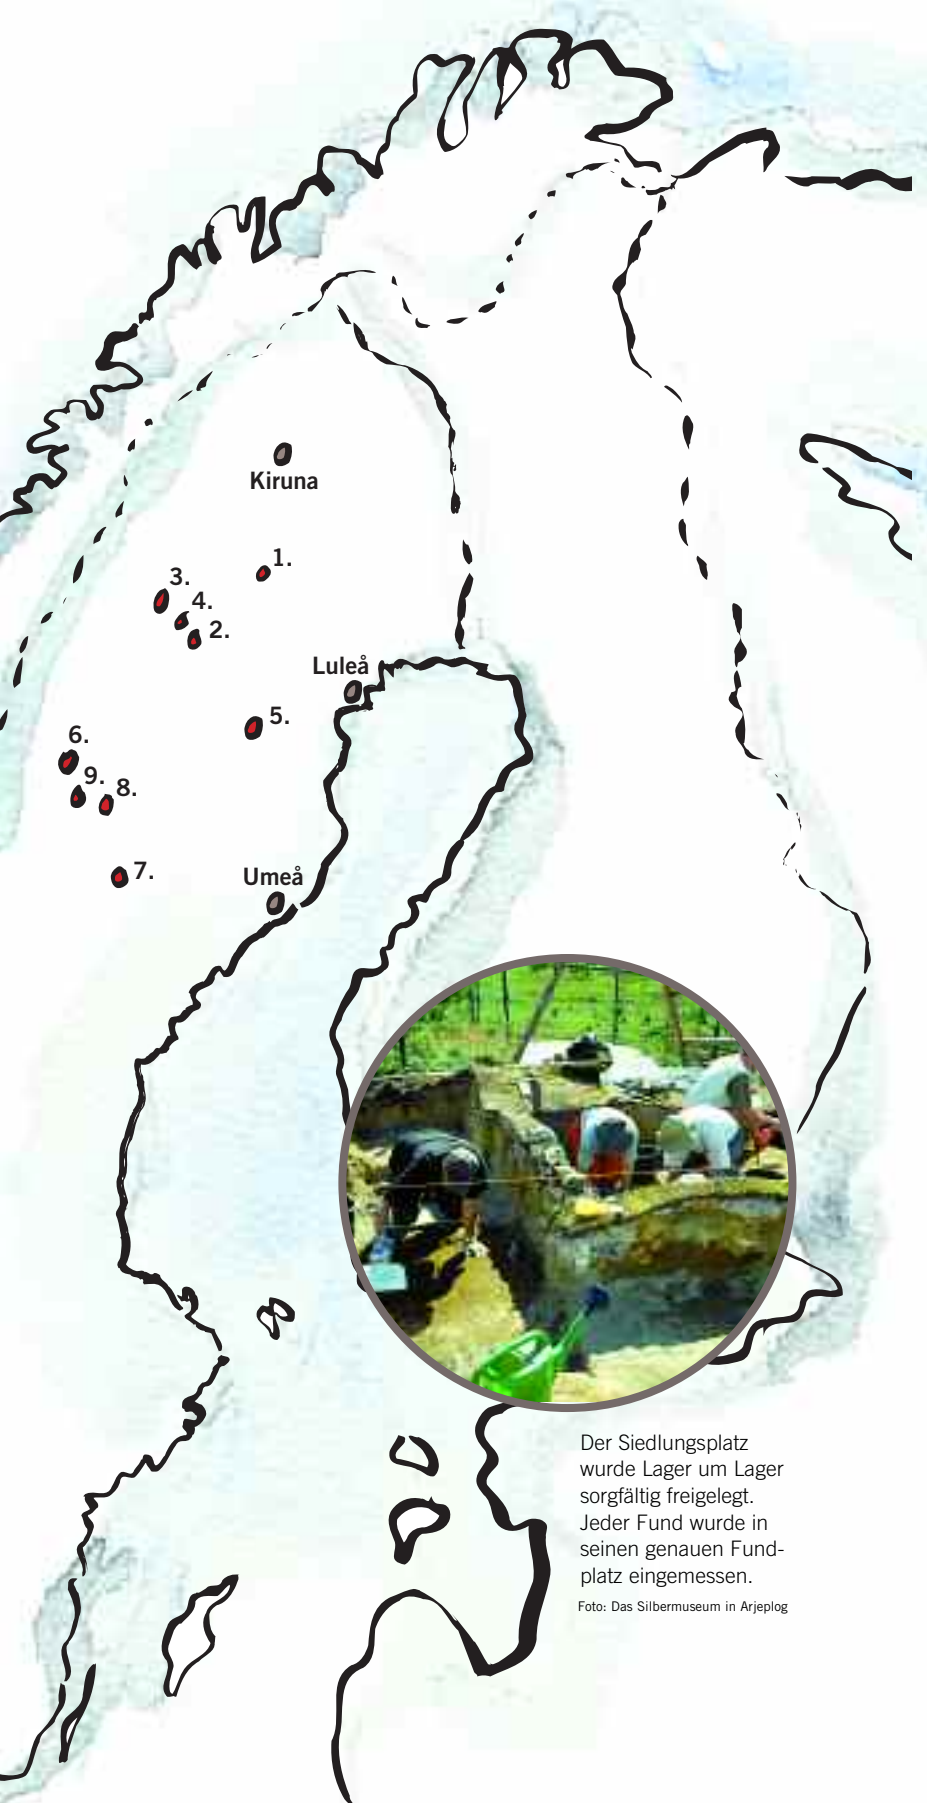 Kiruna
1.
3.
4.
2.
Luleå
5.
6.
9.
8.
7.
Umeå
Der Siedlungsplatz
wurde Lager um Lager
sorgfältig freigelegt.
Jeder Fund wurde in
seinen genauen Fund-
platz eingemessen.
Foto: Das Silbermuseum in Arjeplog